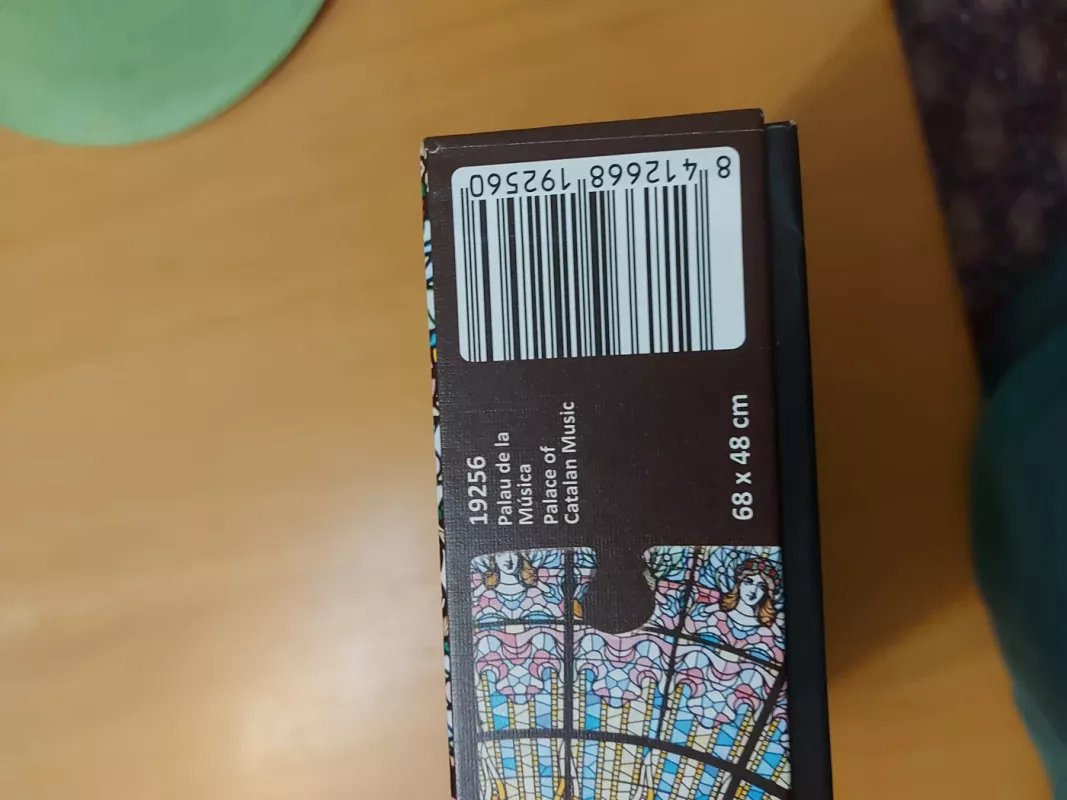 8 412668 192560
19256
Palau de la
Música
Palace of
Catalan Music
68 x 48 cm